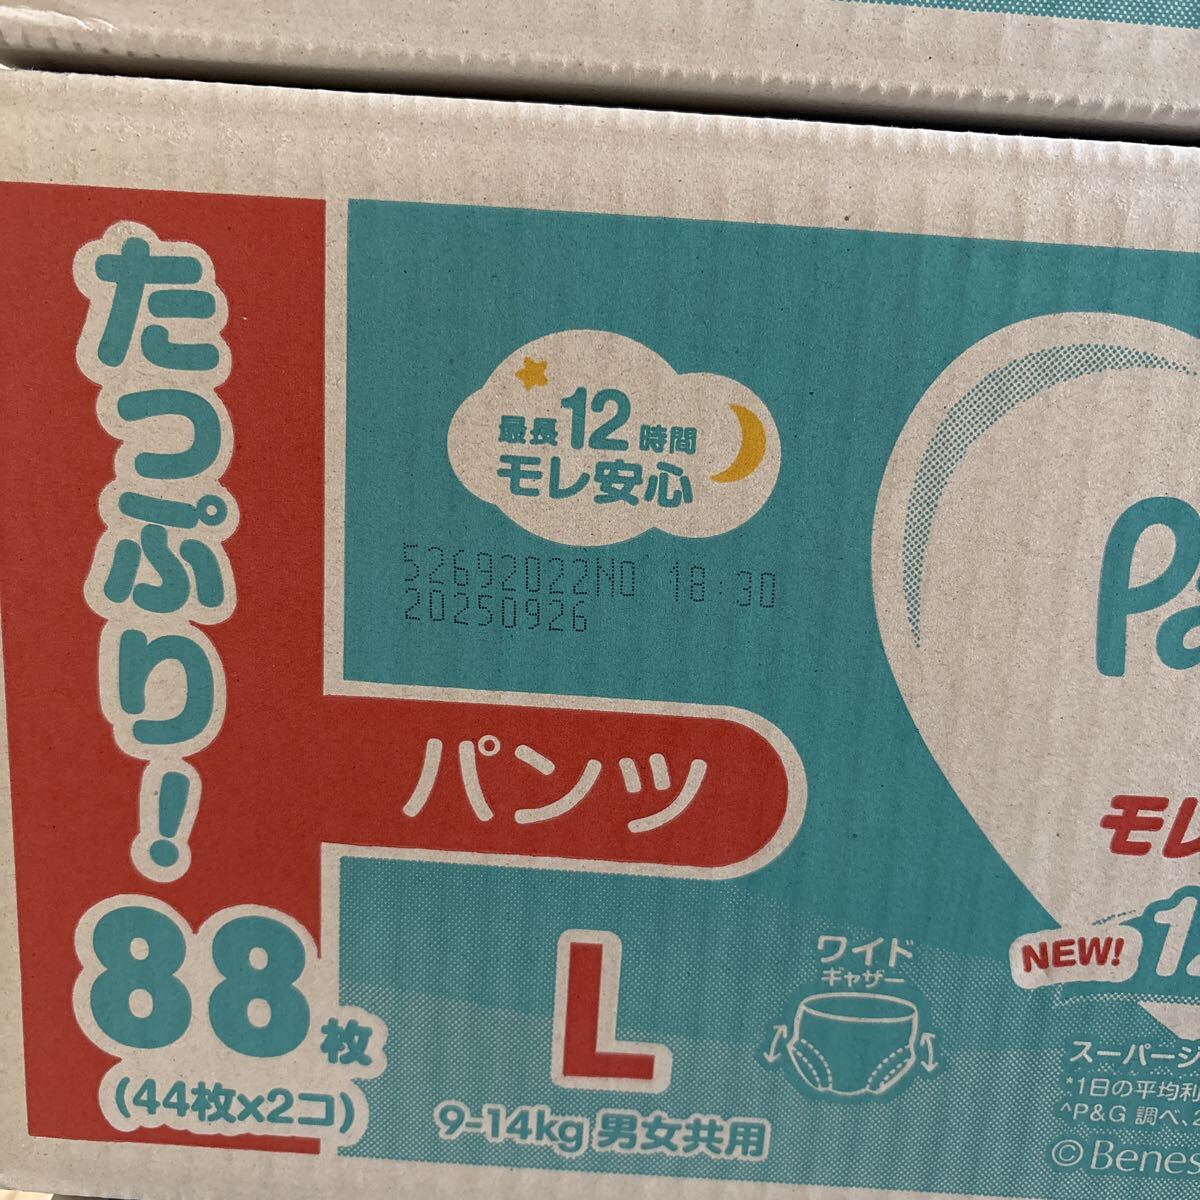 たっぷり!
88枚
(44枚×2コ)
最長12時間
モレ安心
52692022NO 18:30
20250926
パンツ
L
9-14kg 男女共用
ワイド
ギャザー
Pa
モレ
NEW! 12
スーパージ
*1日の平均利
^P&G 調べ、2
©Benes